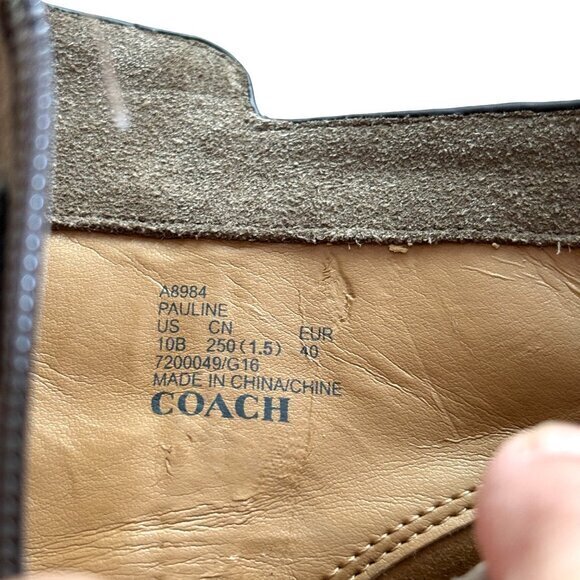 A8984
PAULINE
US CN EUR
10B 250(1.5) 40
7200049/G16
MADE IN CHINA/CHINE
COACH